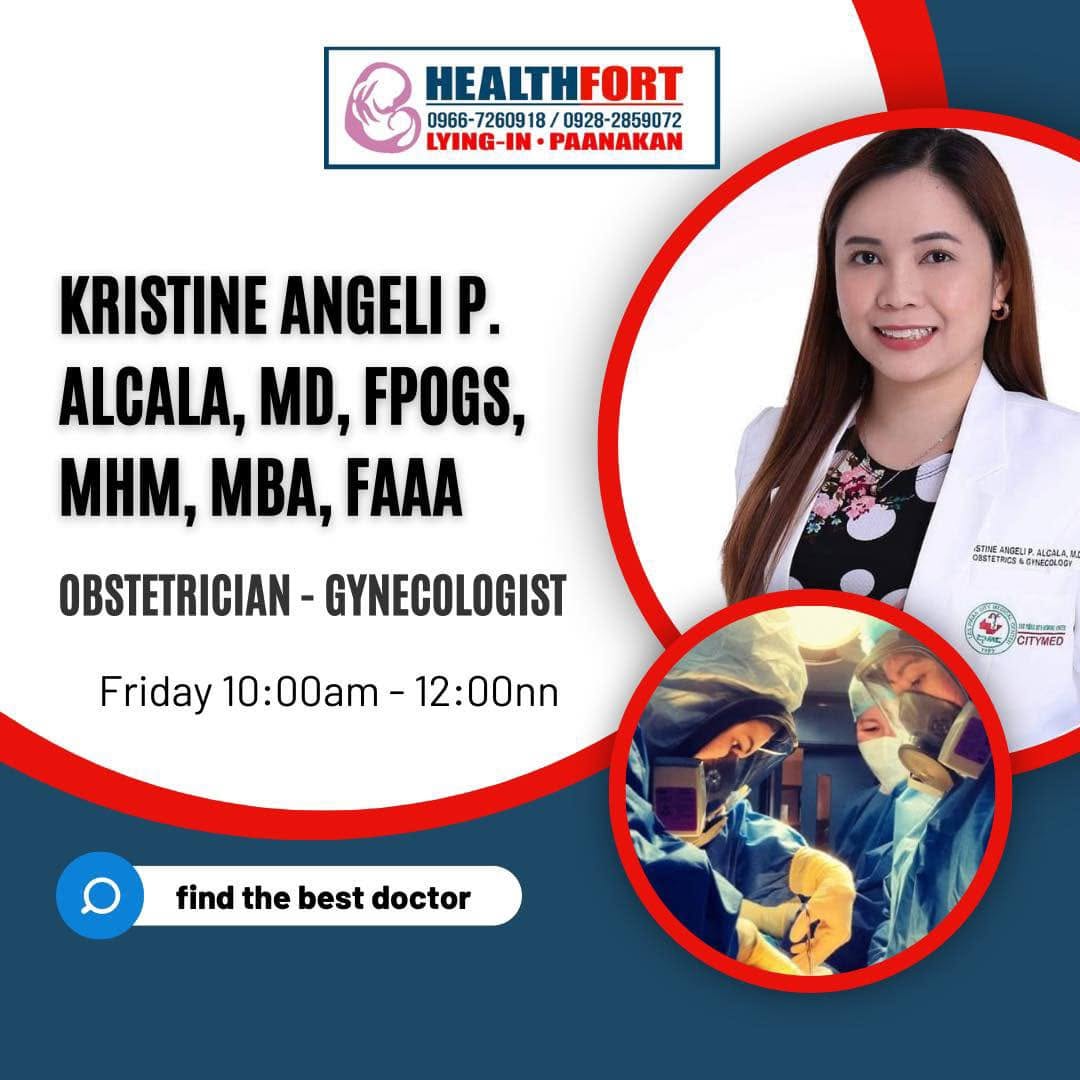 HEALTHFORT
0966-7260918 / 0928-2859072
LYING-IN • PAANAKAN
KRISTINE ANGELI P.
ALCALA, MD, FPOGS,
MHM, MBA, FAAA
OBSTETRICIAN - GYNECOLOGIST
Friday 10:00am - 12:00nn
STINE ANGELI P. ALCALA, M.D
OBSTETRICS & GYNECOLOGY
CITYMED
find the best doctor